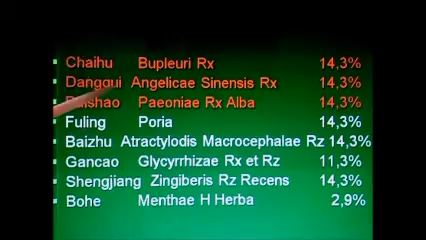 Chaihu Bupleuri Rx 14,3%
Danggui Angelicae Sinensis Rx 14,3%
Baishao Paeoniae Rx Alba 14,3%
Fuling Poria 14,3%
Baizhu Atractylodis Macrocephalae Rz 14,3%
Gancao Glycyrrhizae Rx et Rz 11,3%
Shengjiang Zingiberis Rz Recens 14,3%
Bohe Menthae H Herba 2,9%